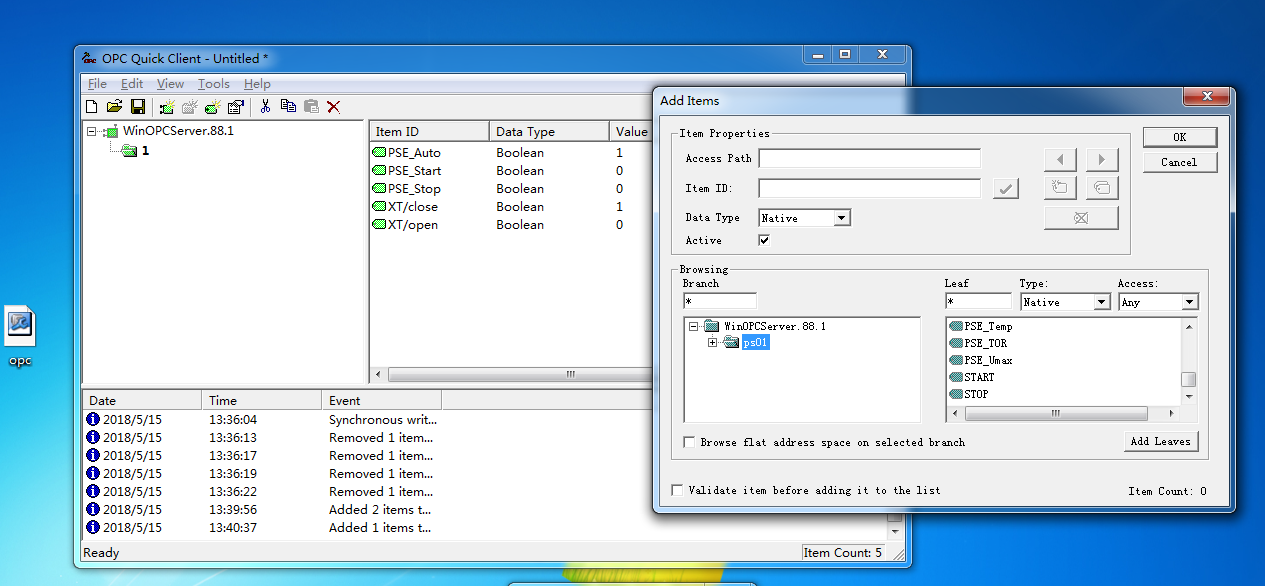 OPC Quick Client - Untitled *
File Edit View Tools Help
WinOPCServer.88.1
1
Item ID Data Type Value
PSE_Auto Boolean 1
PSE_Start Boolean 0
PSE_Stop Boolean 0
XT/close Boolean 1
XT/open Boolean 0
Date Time Event
2018/5/15 13:36:04 Synchronous writ...
2018/5/15 13:36:13 Removed 1 item...
2018/5/15 13:36:17 Removed 1 item...
2018/5/15 13:36:19 Removed 1 item...
2018/5/15 13:36:22 Removed 1 item...
2018/5/15 13:39:56 Added 2 items t...
2018/5/15 13:40:37 Added 1 items t...
Ready Item Count: 5
opc
Add Items
Item Properties
Access Path
Item ID:
Data Type Native
Active
OK
Cancel
Browsing
Branch
*
WinOPCServer.88.1
ps01
Leaf Type: Access:
* Native Any
PSE_Temp
PSE_TOR
PSE_Umax
START
STOP
Browse flat address space on selected branch
Add Leaves
Validate item before adding it to the list
Item Count: 0